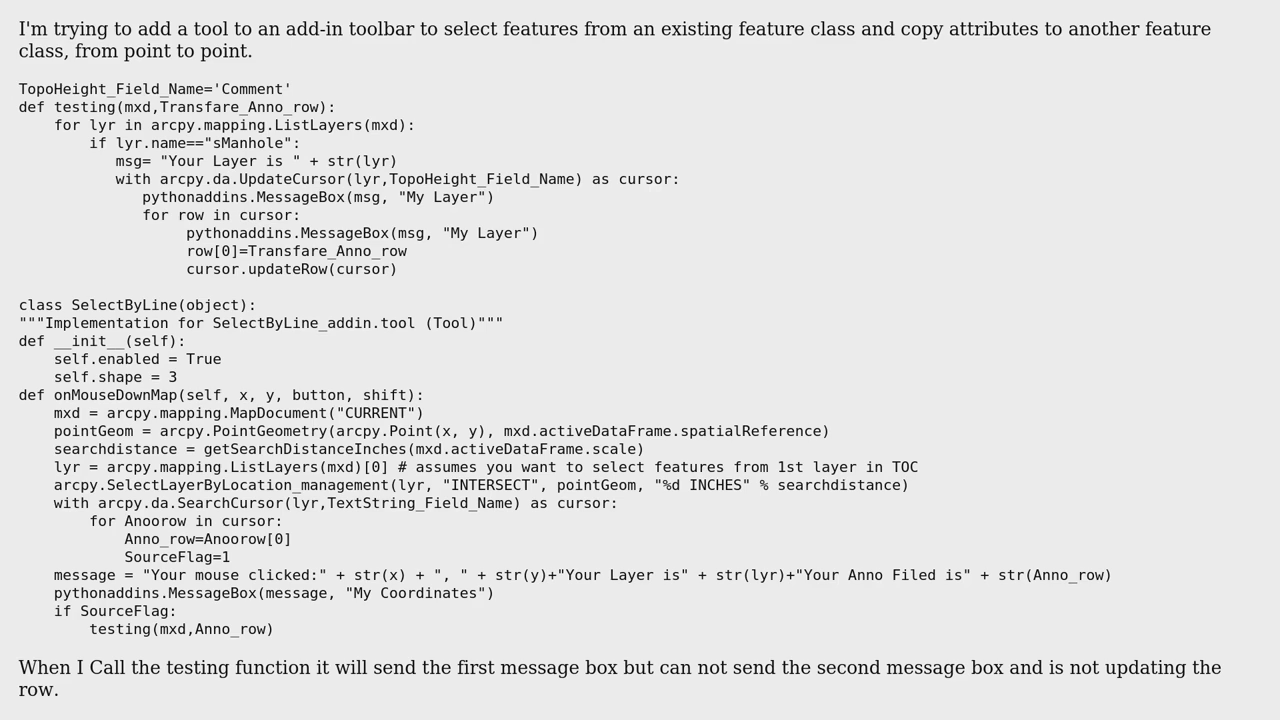 I'm trying to add a tool to an add-in toolbar to select features from an existing feature class and copy attributes to another feature
class, from point to point.
TopoHeight_Field_Name='Comment'
def testing(mxd,Transfare_Anno_row):
    for lyr in arcpy.mapping.ListLayers(mxd):
        if lyr.name=="sManhole":
           msg= "Your Layer is " + str(lyr)
           with arcpy.da.UpdateCursor(lyr,TopoHeight_Field_Name) as cursor:
              pythonaddins.MessageBox(msg, "My Layer")
              for row in cursor:
                   pythonaddins.MessageBox(msg, "My Layer")
                   row[0]=Transfare_Anno_row
                   cursor.updateRow(cursor)
class SelectByLine(object):
"""Implementation for SelectByLine_addin.tool (Tool)"""
def __init__(self):
    self.enabled = True
    self.shape = 3
def onMouseDownMap(self, x, y, button, shift):
    mxd = arcpy.mapping.MapDocument("CURRENT")
    pointGeom = arcpy.PointGeometry(arcpy.Point(x, y), mxd.activeDataFrame.spatialReference)
    searchdistance = getSearchDistanceInches(mxd.activeDataFrame.scale)
    lyr = arcpy.mapping.ListLayers(mxd)[0] # assumes you want to select features from 1st layer in TOC
    arcpy.SelectLayerByLocation_management(lyr, "INTERSECT", pointGeom, "%d INCHES" % searchdistance)
    with arcpy.da.SearchCursor(lyr,TextString_Field_Name) as cursor:
        for Anoorow in cursor:
            Anno_row=Anoorow[0]
            SourceFlag=1
    message = "Your mouse clicked:" + str(x) + ", " + str(y)+"Your Layer is" + str(lyr)+"Your Anno Filed is" + str(Anno_row)
    pythonaddins.MessageBox(message, "My Coordinates")
    if SourceFlag:
        testing(mxd,Anno_row)
When I Call the testing function it will send the first message box but can not send the second message box and is not updating the
row.